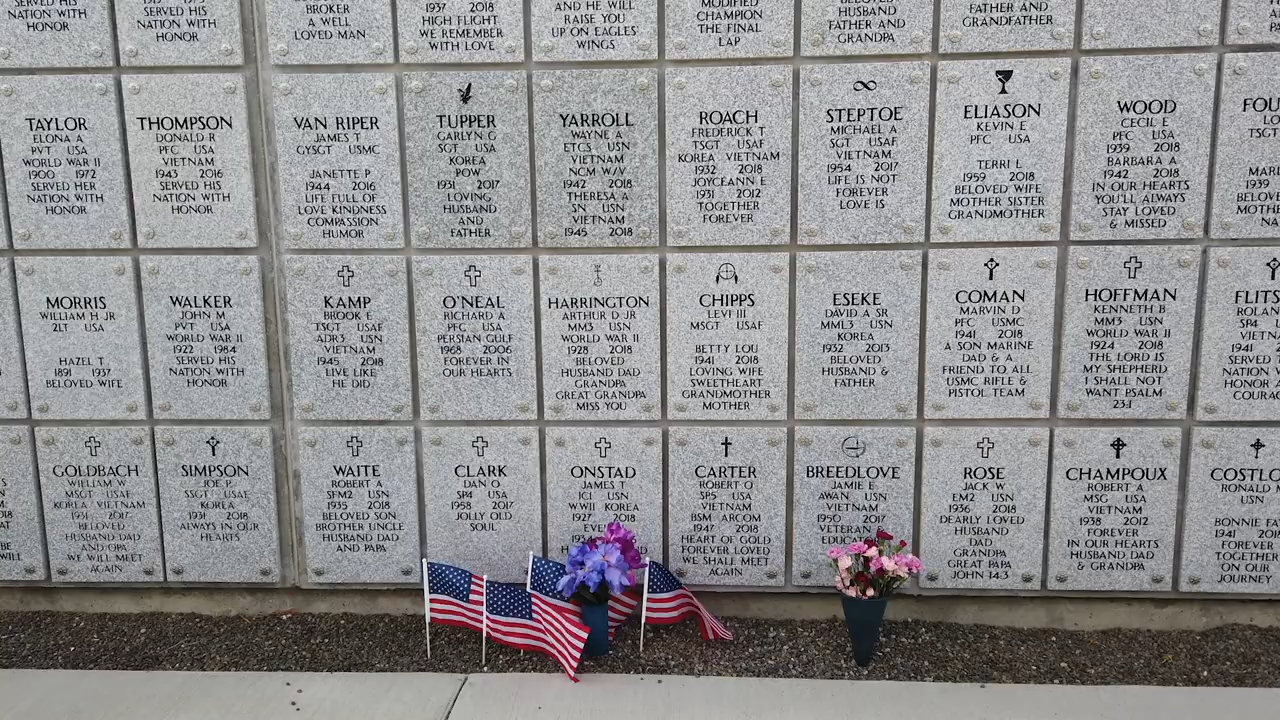 SERVED HIS
NATION WITH
HONOR
NATION WITH
HONOR
BROKER
A WELL
LOVED MAN
1937 2018
HIGH FLIGHT
WE REMEMBER
WITH LOVE
AND HE WILL
RAISE YOU
UP ON EAGLES'
WINGS
MODIFIED
CHAMPION
THE FINAL
LAP
BELOVED
HUSBAND
FATHER AND
GRANDPA
FATHER AND
GRANDFATHER
TAYLOR
ELONA A
PVT USA
WORLD WAR II
1900 1972
SERVED HER
NATION WITH
HONOR
THOMPSON
DONALD R
PFC USA
VIETNAM
1943 2016
SERVED HIS
NATION WITH
HONOR
VAN RIPER
JAMES T
GYSGT USMC
JANETTE P
1944 2016
LIFE FULL OF
LOVE KINDNESS
COMPASSION
HUMOR
TUPPER
GARLYN G
SGT USA
KOREA
POW
1931 2017
LOVING
HUSBAND
AND
FATHER
YARROLL
WAYNE A
ETCS USN
VIETNAM
NCM W/V
1942 2018
THERESA A
SN USN
VIETNAM
1945 2018
ROACH
FREDERICK T
TSGT USAF
KOREA VIETNAM
1932 2018
JOYCEANN E
1931 2012
TOGETHER
FOREVER
STEPTOE
MICHAEL A
SGT USAF
VIETNAM
1954 2017
LIFE IS NOT
FOREVER
LOVE IS
ELIASON
KEVIN E
PFC USA
TERRI L
1959 2018
BELOVED WIFE
MOTHER SISTER
GRANDMOTHER
WOOD
CECIL E
PFC USA
1939 2018
BARBARA A
1942 2018
IN OUR HEARTS
YOU'LL ALWAYS
STAY LOVED
& MISSED
MORRIS
WILLIAM H JR
2LT USA
HAZEL T
1891 1937
BELOVED WIFE
WALKER
JOHN M
PVT USA
WORLD WAR II
1922 1984
SERVED HIS
NATION WITH
HONOR
KAMP
BROOK E
TSGT USAF
ADR3 USN
VIETNAM
1945 2018
LIVE LIKE
HE DID
O'NEAL
RICHARD A
PFC USA
PERSIAN GULF
1968 2006
FOREVER IN
OUR HEARTS
HARRINGTON
ARTHUR D JR
MM3 USN
WORLD WAR II
1928 2018
BELOVED
HUSBAND DAD
GRANDPA
GREAT GRANDPA
MISS YOU
CHIPPS
LEVI III
MSGT USAF
BETTY LOU
1941 2018
LOVING WIFE
SWEETHEART
GRANDMOTHER
MOTHER
ESEKE
DAVID A SR
MML3 USN
KOREA
1932 2013
BELOVED
HUSBAND &
FATHER
COMAN
MARVIN D
PFC USMC
1941 2018
A SON MARINE
DAD & A
FRIEND TO ALL
USMC RIFLE &
PISTOL TEAM
HOFFMAN
KENNETH B
MM3 USN
WORLD WAR II
1924 2018
THE LORD IS
MY SHEPHERD
I SHALL NOT
WANT PSALM
23:1
GOLDBACH
WILLIAM W
MSGT USAF
KOREA VIETNAM
1931 2017
BELOVED
HUSBAND DAD
AND OPA
WE WILL MEET
AGAIN
SIMPSON
JOE P
SSGT USAF
KOREA
1931 2018
ALWAYS IN OUR
HEARTS
WAITE
ROBERT A
SFM2 USN
1935 2018
BELOVED SON
BROTHER UNCLE
HUSBAND DAD
AND PAPA
CLARK
DAN O
SP4 USA
1958 2017
JOLLY OLD
SOUL
ONSTAD
JAMES T
IC1 USN
WWII KOREA
1927 2018
CARTER
ROBERT O
SP5 USA
VIETNAM
BSM ARCOM
1947 2018
HEART OF GOLD
FOREVER LOVED
WE SHALL MEET
AGAIN
BREEDLOVE
JAMIE E
AWAN USN
VIETNAM
1950 2017
VETERAN
ROSE
JACK W
EM2 USN
1936 2018
DEARLY LOVED
HUSBAND
DAD
GRANDPA
GREAT PAPA
JOHN 14:3
CHAMPOUX
ROBERT A
MSG USA
VIETNAM
1938 2012
FOREVER
IN OUR HEARTS
HUSBAND DAD
& GRANDPA
USN
1941
FOREVER
TOGETHER
ON OUR
JOURNEY